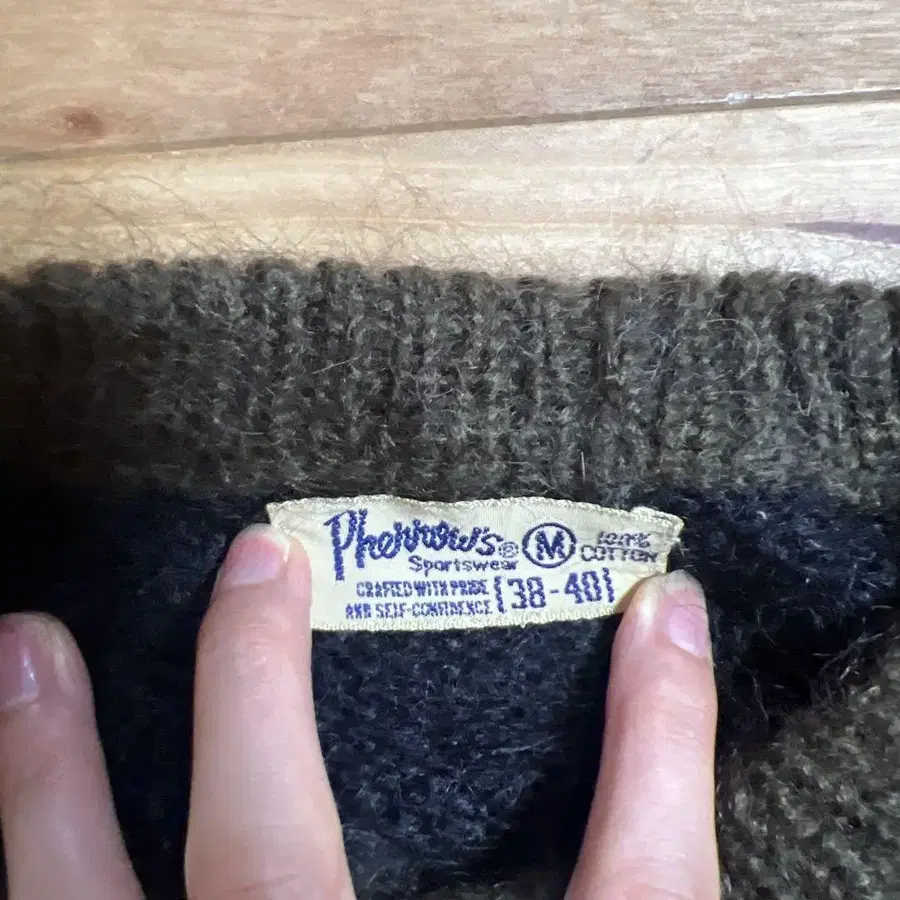 Pherrow's® M 100% COTTON
Sportswear
CRAFTED WITH PRIDE
AND SELF-CONFIDENCE [38-40]